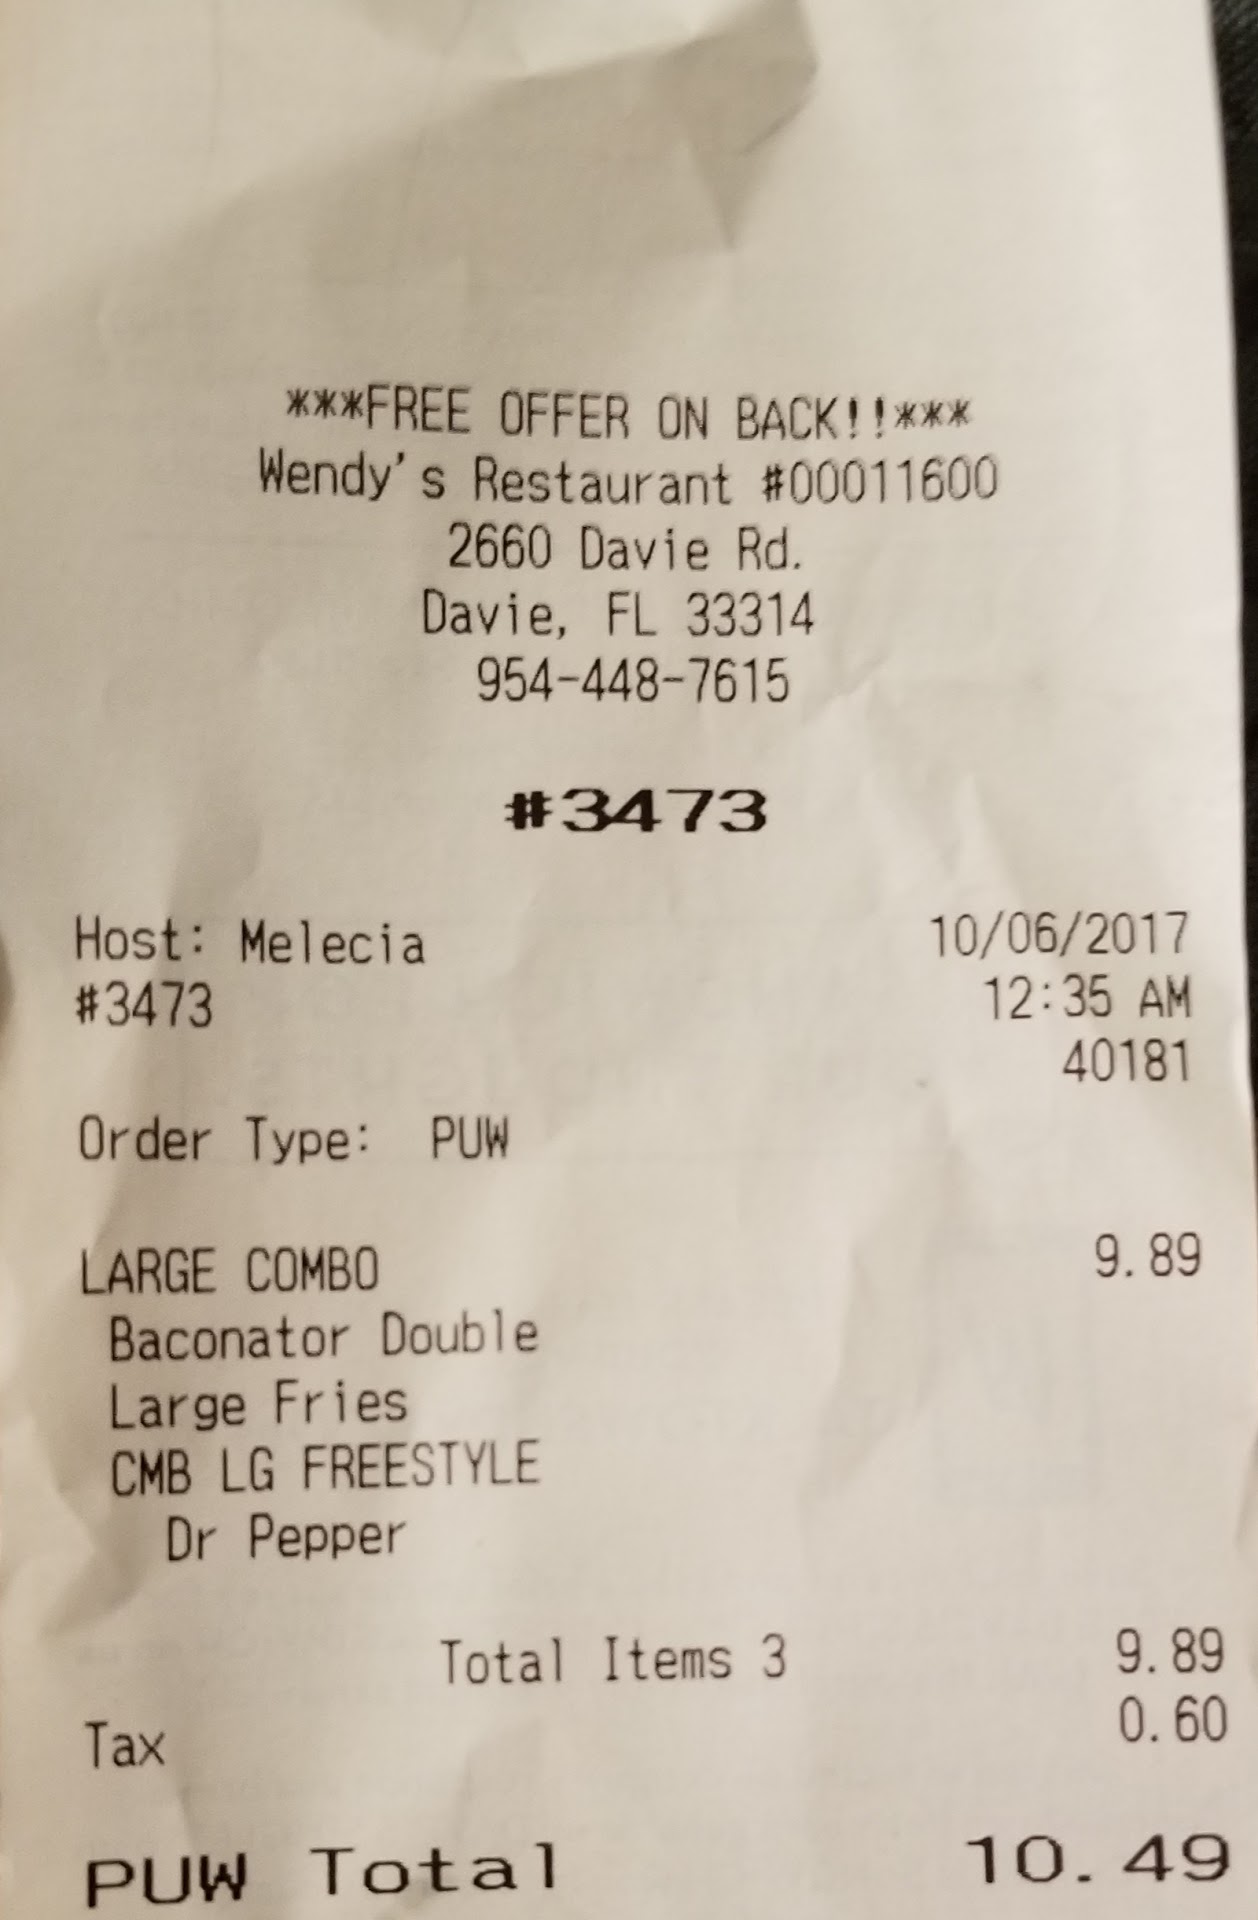 ***FREE OFFER ON BACK!!***
Wendy's Restaurant #00011600
2660 Davie Rd.
Davie, FL 33314
954-448-7615
#3473
Host: Melecia 10/06/2017
#3473 12:35 AM
40181
Order Type: PUW
LARGE COMBO 9.89
Baconator Double
Large Fries
CMB LG FREESTYLE
Dr Pepper
Total Items 3 9.89
Tax 0.60
PUW Total 10.49